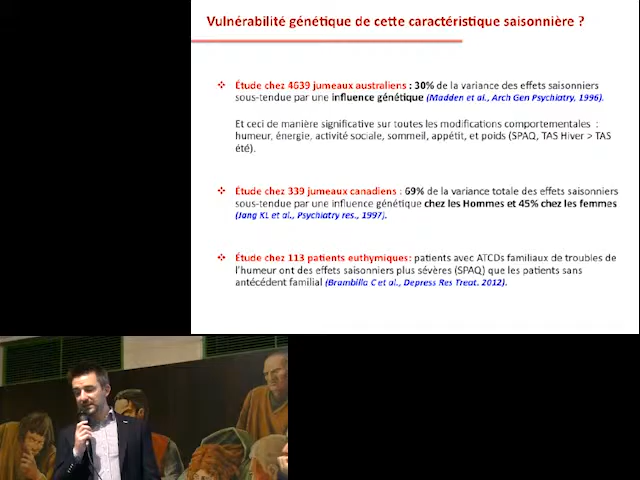 Vulnérabilité génétique de cette caractéristique saisonnière ?
❖ Étude chez 4639 jumeaux australiens : 30% de la variance des effets saisonniers
sous-tendue par une influence génétique (Madden et al., Arch Gen Psychiatry, 1996).
Et ceci de manière significative sur toutes les modifications comportementales :
humeur, énergie, activité sociale, sommeil, appétit, et poids (SPAQ, TAS Hiver > TAS
été).
❖ Étude chez 339 jumeaux canadiens : 69% de la variance totale des effets saisonniers
sous-tendue par une influence génétique chez les Hommes et 45% chez les femmes
(Jang KL et al., Psychiatry res., 1997).
❖ Étude chez 113 patients euthymiques: patients avec ATCDs familiaux de troubles de
l'humeur ont des effets saisonniers plus sévères (SPAQ) que les patients sans
antécédent familial (Brambilla C et al., Depress Res Treat. 2012).